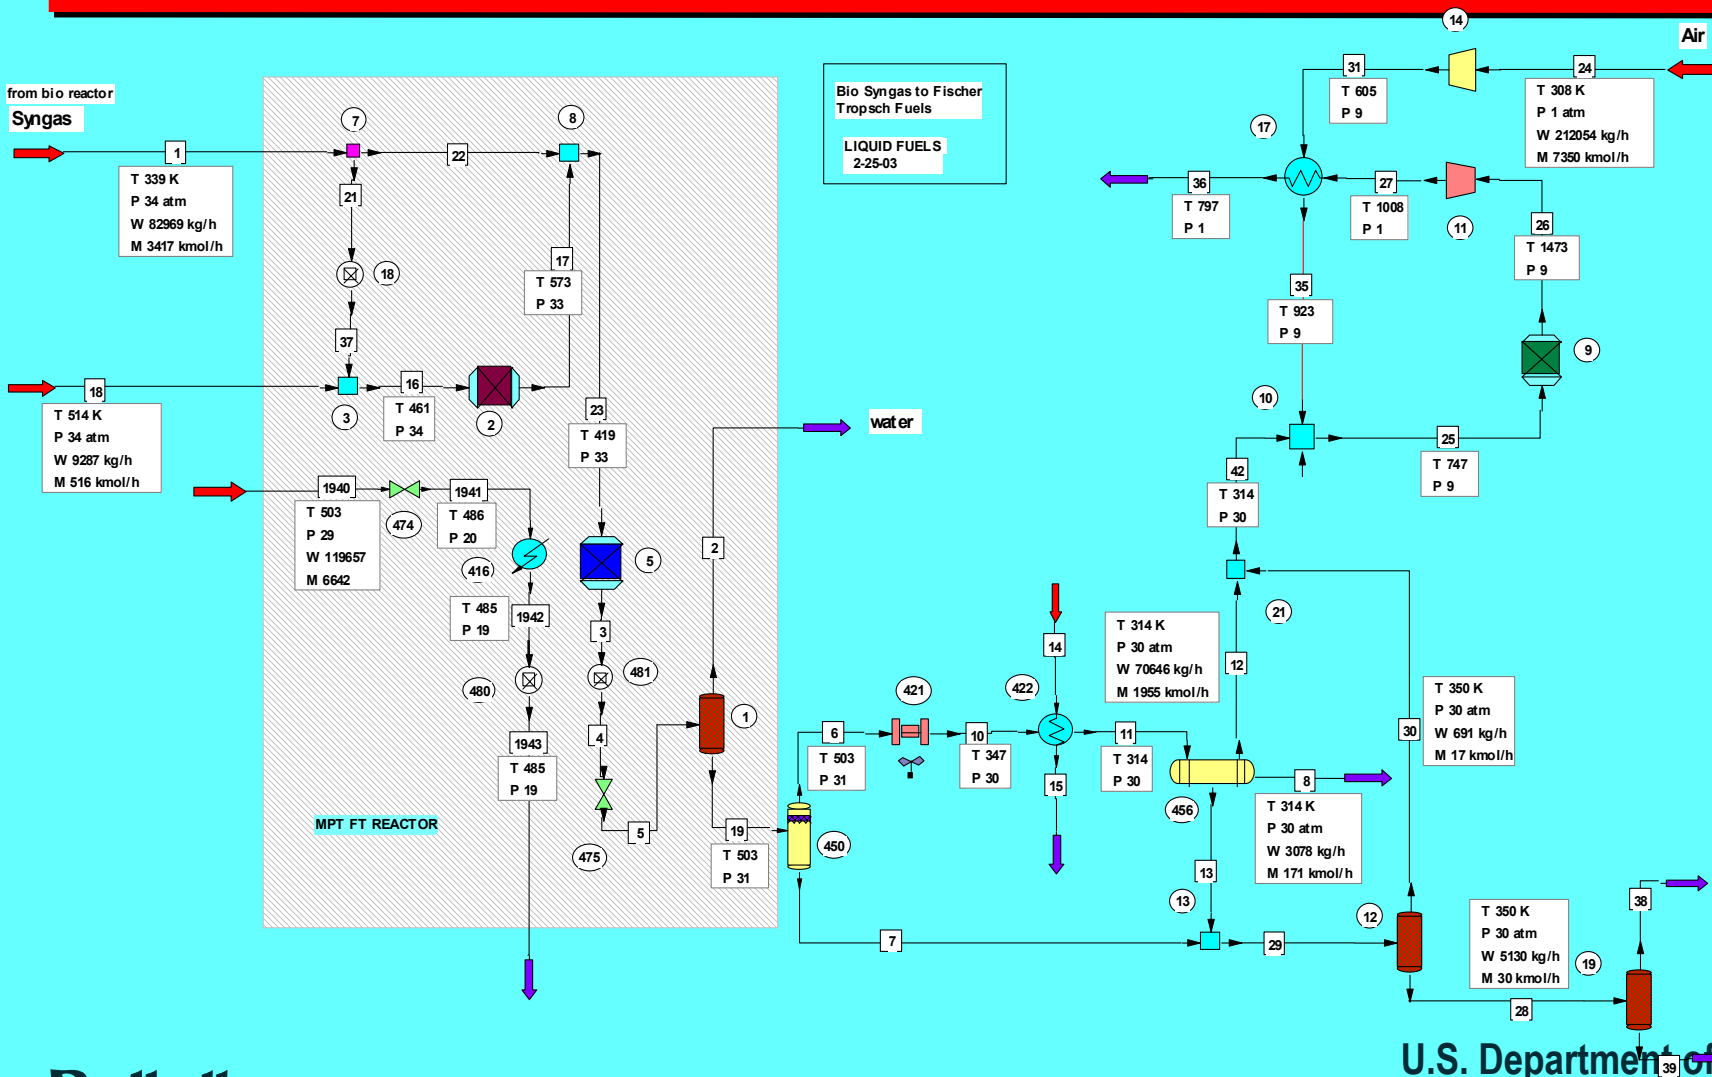 14
Air
from bio reactor
Syngas
1
T 339 K
P 34 atm
W 82969 kg/h
M 3417 kmol/h
7
22
8
21
18
37
17
T 573
P 33
Bio Syngas to Fischer
Tropsch Fuels
LIQUID FUELS
2-25-03
31
T 605
P 9
24
T 308 K
P 1 atm
W 212054 kg/h
M 7350 kmol/h
17
36
T 797
P 1
27
T 1008
P 1
11
26
T 1473
P 9
35
T 923
P 9
9
10
25
T 747
P 9
42
T 314
P 30
18
T 514 K
P 34 atm
W 9287 kg/h
M 516 kmol/h
3
16
T 461
P 34
2
23
T 419
P 33
water
1940
T 503
P 29
W 119657
M 6642
474
1941
T 486
P 20
416
T 485
P 19
1942
480
1943
T 485
P 19
5
3
481
4
475
5
2
1
19
T 503
P 31
MPT FT REACTOR
450
6
T 503
P 31
421
10
T 347
P 30
422
14
15
11
T 314
P 30
T 314 K
P 30 atm
W 70646 kg/h
M 1955 kmol/h
12
21
456
8
T 314 K
P 30 atm
W 3078 kg/h
M 171 kmol/h
13
13
7
29
T 350 K
P 30 atm
W 691 kg/h
M 17 kmol/h
30
12
T 350 K
P 30 atm
W 5130 kg/h
M 30 kmol/h
28
19
38
39
U.S. Department of